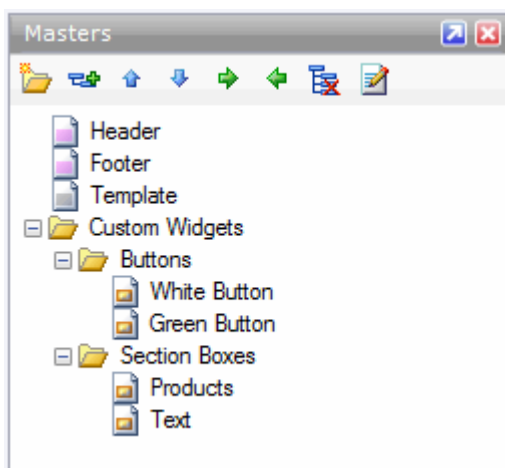 Masters
Header
Footer
Template
Custom Widgets
Buttons
White Button
Green Button
Section Boxes
Products
Text